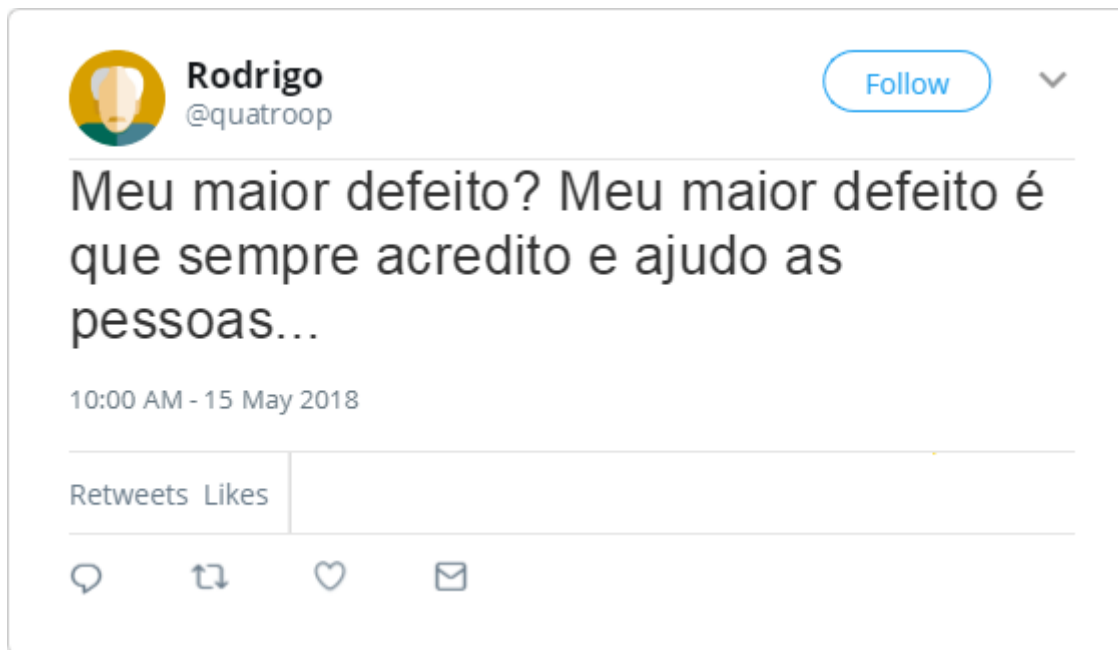 Rodrigo
Follow
@quatroop
Meu maior defeito? Meu maior defeito é
que sempre acredito e ajudo as
pessoas...
10:00 AM - 15 May 2018
Retweets Likes